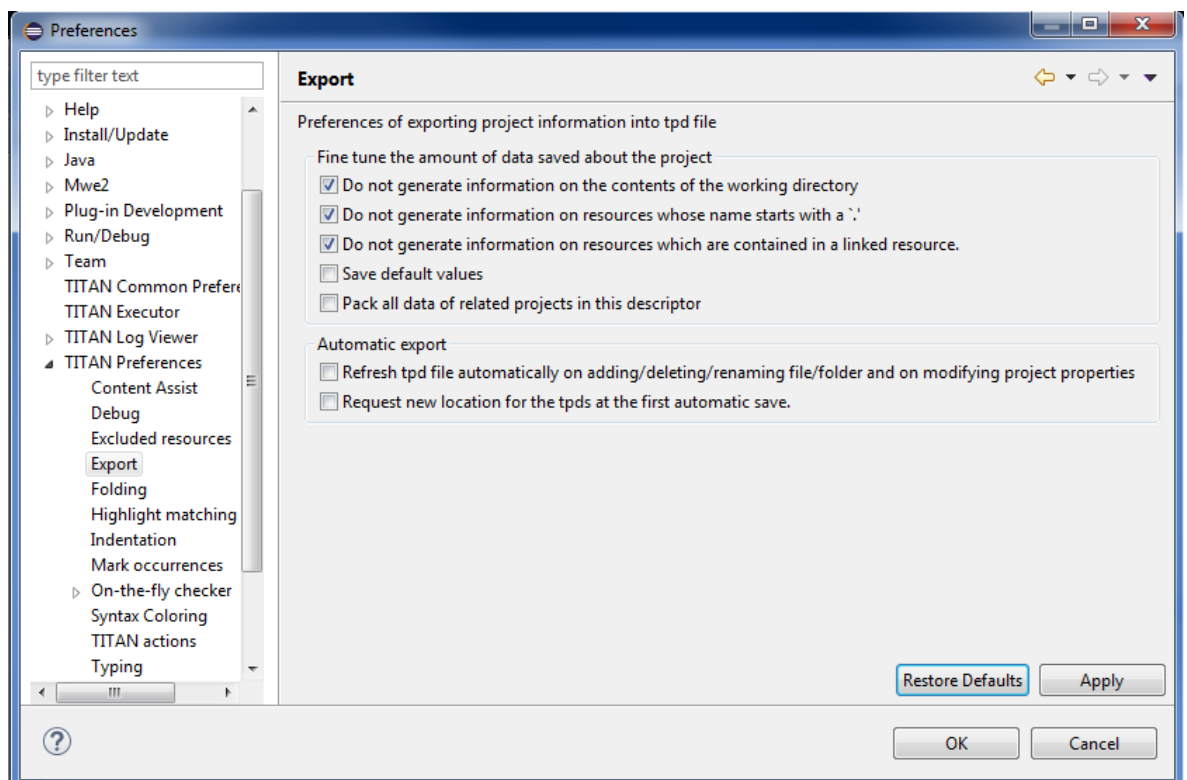 Preferences
type filter text
Help
Install/Update
Java
Mwe2
Plug-in Development
Run/Debug
Team
TITAN Common Prefere
TITAN Executor
TITAN Log Viewer
TITAN Preferences
Content Assist
Debug
Excluded resources
Export
Folding
Highlight matching
Indentation
Mark occurrences
On-the-fly checker
Syntax Coloring
TITAN actions
Typing
Export
Preferences of exporting project information into tpd file
Fine tune the amount of data saved about the project
Do not generate information on the contents of the working directory
Do not generate information on resources whose name starts with a `.'
Do not generate information on resources which are contained in a linked resource.
Save default values
Pack all data of related projects in this descriptor
Automatic export
Refresh tpd file automatically on adding/deleting/renaming file/folder and on modifying project properties
Request new location for the tpds at the first automatic save.
Restore Defaults
Apply
OK
Cancel